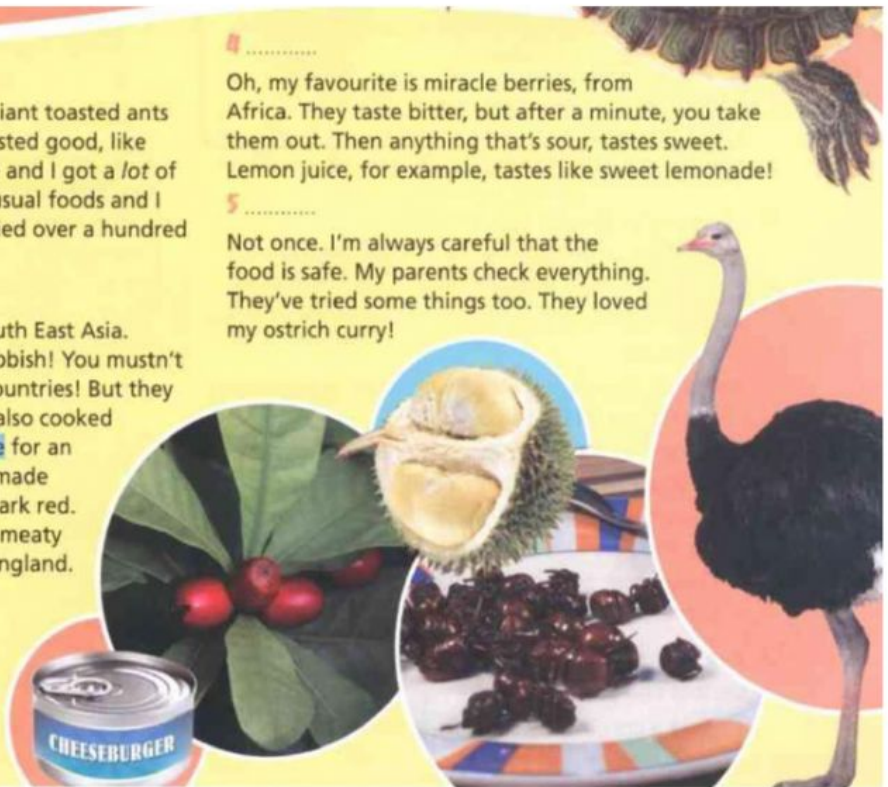 iant toasted ants
sted good, like
and I got a lot of
usual foods and I
ed over a hundred
uth East Asia.
bbish! You mustn't
ountries! But they
also cooked
e for an
made
ark red.
meaty
ngland.
4 ............
Oh, my favourite is miracle berries, from
Africa. They taste bitter, but after a minute, you take
them out. Then anything that's sour, tastes sweet.
Lemon juice, for example, tastes like sweet lemonade!
5 ............
Not once. I'm always careful that the
food is safe. My parents check everything.
They've tried some things too. They loved
my ostrich curry!
CHEESEBURGER